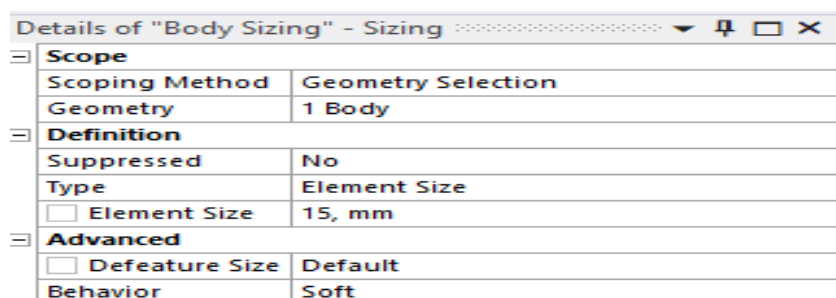 Details of "Body Sizing" - Sizing
Scope
Scoping Method Geometry Selection
Geometry 1 Body
Definition
Suppressed No
Type Element Size
Element Size 15, mm
Advanced
Defeature Size Default
Behavior Soft